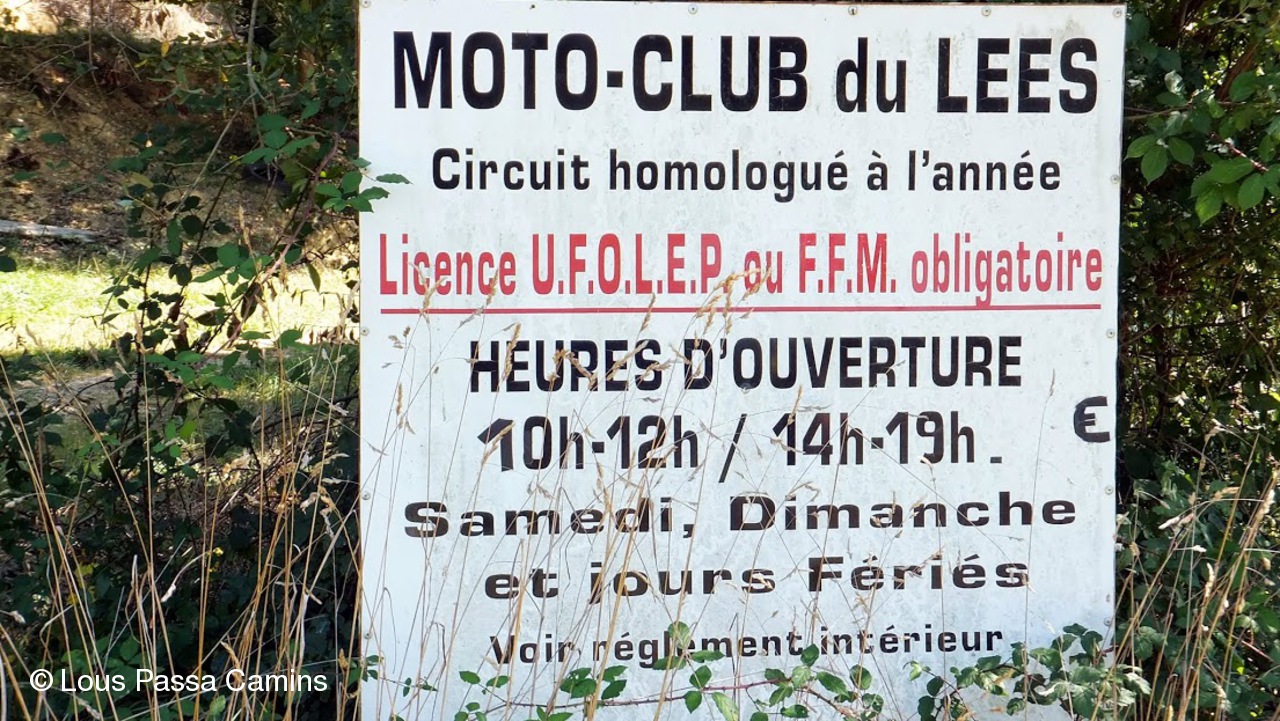 MOTO-CLUB du LEES
Circuit homologué à l'année
Licence U.F.O.L.E.P. ou F.F.M. obligatoire
HEURES D'OUVERTURE
10h-12h / 14h-19h - €
Samedi, Dimanche
et jours Fériés
Voir réglement intérieur
© Lous Passa Camins